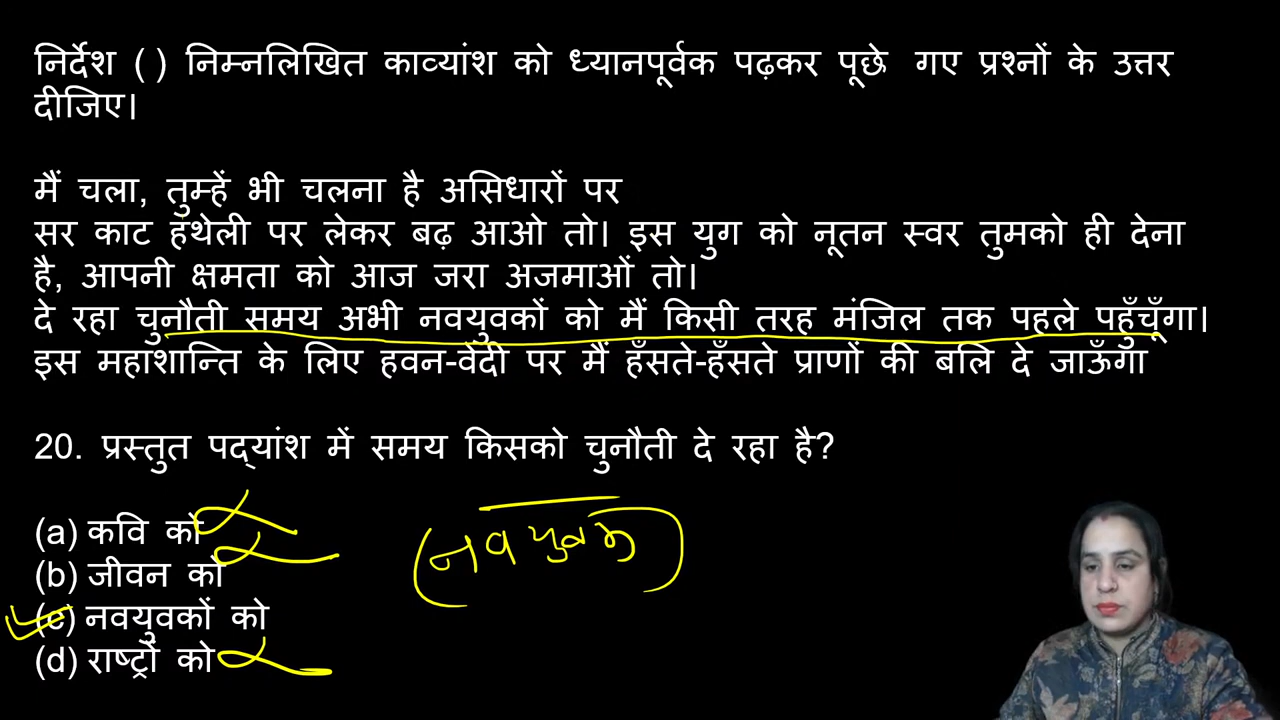 निर्देश ( ) निम्नलिखित काव्यांश को ध्यानपूर्वक पढ़कर पूछे गए प्रश्नों के उत्तर
दीजिए।
मैं चला, तुम्हें भी चलना है असिधारों पर
सर काट हंथेली पर लेकर बढ़ आओ तो। इस युग को नूतन स्वर तुमको ही देना
है, आपनी क्षमता को आज जरा अजमाओं तो।
दे रहा चुनौती समय अभी नवयुवकों को मैं किसी तरह मंजिल तक पहले पहुँचूँगा।
इस महाशान्ति के लिए हवन-वेदी पर मैं हँसते-हँसते प्राणों की बलि दे जाऊँगा
20. प्रस्तुत पद्यांश में समय किसको चुनौती दे रहा है?
(a) कवि को
(b) जीवन को
(नवयुवक)
(c) नवयुवकों को
(d) राष्ट्रों को